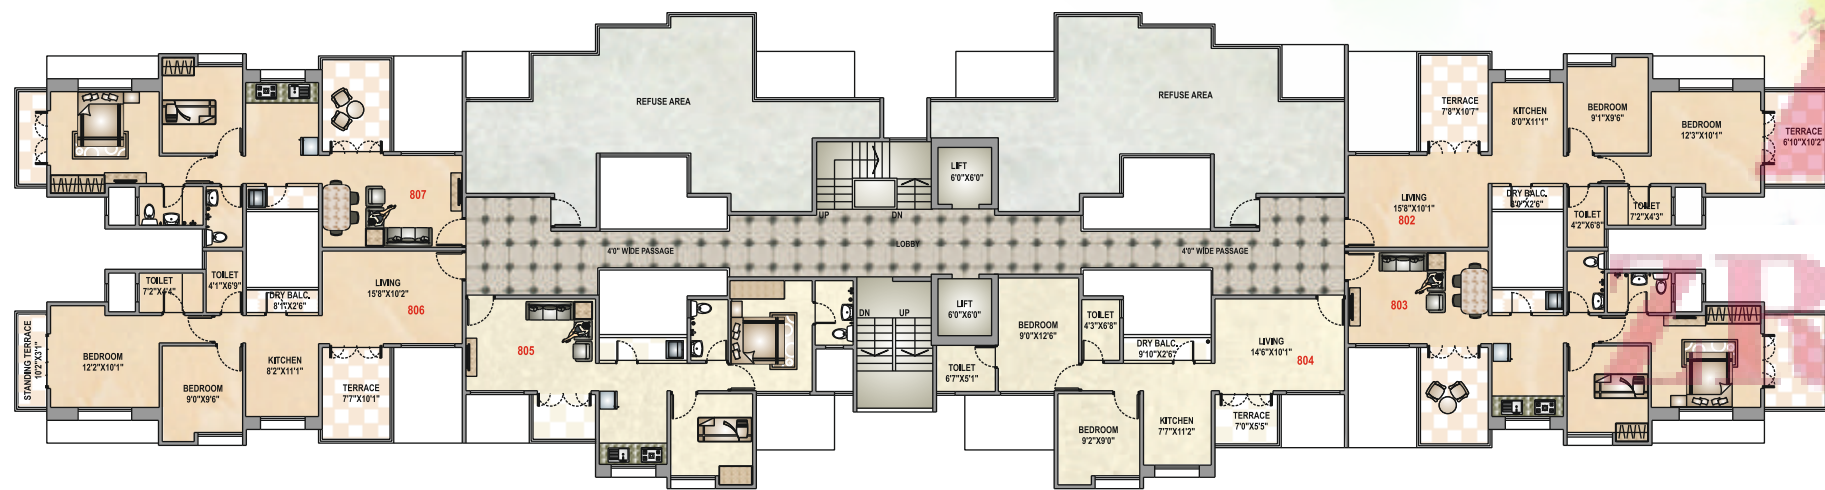 REFUSE AREA
REFUSE AREA
LIFT
6'0"X6'0"
UP
DN
LOBBY
4'0" WIDE PASSAGE
4'0" WIDE PASSAGE
807
TOILET
7'2"X4'4"
TOILET
4'1"X6'9"
DRY BALC.
8'1"X2'6"
LIVING
15'8"X10'2"
806
STANDING TERRACE
10'2"X3'1"
BEDROOM
12'2"X10'1"
BEDROOM
9'0"X9'6"
KITCHEN
8'2"X11'1"
TERRACE
7'7"X10'1"
805
DN
UP
LIFT
6'0"X6'0"
TOILET
6'7"X5'1"
BEDROOM
9'0"X12'6"
TOILET
4'3"X6'8"
DRY BALC.
9'10"X2'6"
LIVING
14'6"X10'1"
804
BEDROOM
9'2"X9'0"
KITCHEN
7'7"X11'2"
TERRACE
7'0"X5'5"
TERRACE
7'8"X10'7"
KITCHEN
8'0"X11'1"
BEDROOM
9'1"X9'6"
BEDROOM
12'3"X10'1"
TERRACE
6'10"X10'2"
LIVING
15'8"X10'1"
802
DRY BALC.
8'0"X2'6"
TOILET
4'2"X6'8"
TOILET
7'2"X4'3"
803